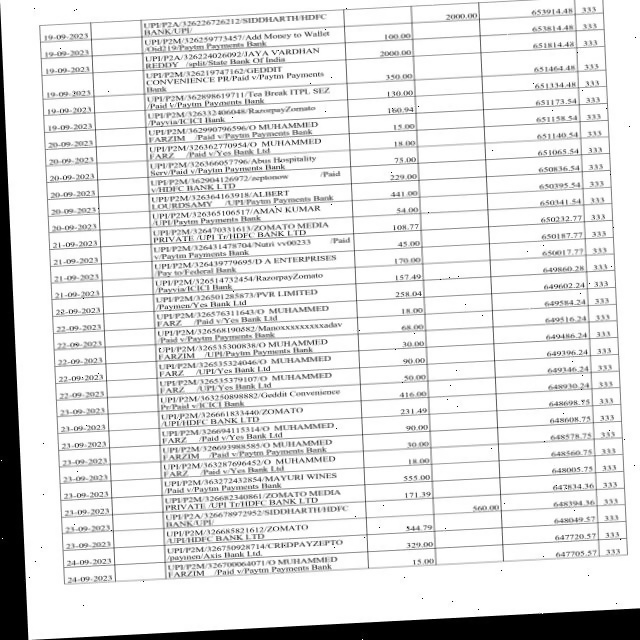 19-09-2023 UPI/P2A/326226726212/SIDDHARTH/HDFC 2000.00 653914.48 333
BANK/UPI/
19-09-2023 UPI/P2M/326259773457/Add Money to Wallet 100.00 653814.48 333
/Osd219/Paytm Payments Bank
19-09-2023 UPI/P2A/326224026092/JAYA VARDHAN 2000.00 651814.48 333
REDDY /split/State Bank Of India
19-09-2023 UPI/P2M/326219747162/GEDDIT 350.00 651464.48 333
CONVENIENCE PR/Paid v/Paytm Payments
Bank
19-09-2023 UPI/P2M/362898619711/Tea Break ITPL SEZ 130.00 651334.48 333
/Paid v/Paytm Payments Bank
19-09-2023 UPI/P2M/326332406048/RazorpayZomato 160.94 651173.54 333
/Payvia/ICICI Bank
20-09-2023 UPI/P2M/362990796596/O MUHAMMED 15.00 651158.54 333
FARZIM /Paid v/Paytm Payments Bank
20-09-2023 UPI/P2M/326362770954/O MUHAMMED 18.00 651140.54 333
FARZ /Paid v/Yes Bank Ltd
20-09-2023 UPI/P2M/326366057796/Abus Hospitality 75.00 651065.54 333
Serv/Paid v/Paytm Payments Bank
20-09-2023 UPI/P2M/362904126972/zeptonow /Paid 229.00 650836.54 333
v/HDFC BANK LTD
20-09-2023 UPI/P2M/326364163918/ALBERT 441.00 650395.54 333
LOURDSAMY /UPI/Paytm Payments Bank
20-09-2023 UPI/P2M/326365106517/AMAN KUMAR 54.00 650341.54 333
/UPI/Paytm Payments Bank
21-09-2023 UPI/P2M/326470331613/ZOMATO MEDIA 108.77 650232.77 333
PRIVATE /UPI Tr/HDFC BANK LTD
21-09-2023 UPI/P2M/326431478704/Nutri vv00233 /Paid 45.00 650187.77 333
v/Paytm Payments Bank
21-09-2023 UPI/P2M/326439779695/D A ENTERPRISES 170.00 650017.77 333
/Pay to/Federal Bank
21-09-2023 UPI/P2M/326514732454/RazorpayZomato 157.49 649860.28 333
/Payvia/ICICI Bank
22-09-2023 UPI/P2M/326501285873/PVR LIMITED 258.04 649602.24 333
/Paymen/Yes Bank Ltd
22-09-2023 UPI/P2M/326576311643/O MUHAMMED 18.00 649584.24 333
FARZ /Paid v/Yes Bank Ltd
22-09-2023 UPI/P2M/326568190582/Manoxxxxxxxxxadav 68.00 649516.24 333
/Paid v/Paytm Payments Bank
22-09-2023 UPI/P2M/326535300838/O MUHAMMED 30.00 649486.24 333
FARZIM /UPI/Paytm Payments Bank
22-09-2023 UPI/P2M/326535324046/O MUHAMMED 90.00 649396.24 333
FARZ /UPI/Yes Bank Ltd
22-09-2023 UPI/P2M/326535379107/O MUHAMMED 50.00 649346.24 333
FARZ /UPI/Yes Bank Ltd
23-09-2023 UPI/P2M/363250898882/Geddit Convenience 416.00 648930.24 333
Pr/Paid v/ICICI Bank
23-09-2023 UPI/P2M/326661833440/ZOMATO 231.49 648698.75 333
/UPI/HDFC BANK LTD
23-09-2023 UPI/P2M/326694115314/O MUHAMMED 90.00 648608.75 333
FARZ /Paid v/Yes Bank Ltd
23-09-2023 UPI/P2M/326693988585/O MUHAMMED 30.00 648578.75 333
FARZIM /Paid v/Paytm Payments Bank
23-09-2023 UPI/P2M/363287696452/O MUHAMMED 18.00 648560.75 333
FARZ /Paid v/Yes Bank Ltd
23-09-2023 UPI/P2M/363272432854/MAYURI WINES 555.00 648005.75 333
/Paid v/Paytm Payments Bank
23-09-2023 UPI/P2M/326682340861/ZOMATO MEDIA 171.39 647834.36 333
PRIVATE /UPI Tr/HDFC BANK LTD
23-09-2023 UPI/P2A/326678972952/SIDDHARTH/HDFC 560.00 648394.36 333
BANK/UPI/
23-09-2023 UPI/P2M/326685821612/ZOMATO 544.79 648049.57 333
/UPI/HDFC BANK LTD
24-09-2023 UPI/P2M/326750928714/CREDPAYZEPTO 329.00 647720.57 333
/paymen/Axis Bank Ltd.
24-09-2023 UPI/P2M/326700064071/O MUHAMMED 15.00 647705.57 333
FARZIM /Paid v/Paytm Payments Bank